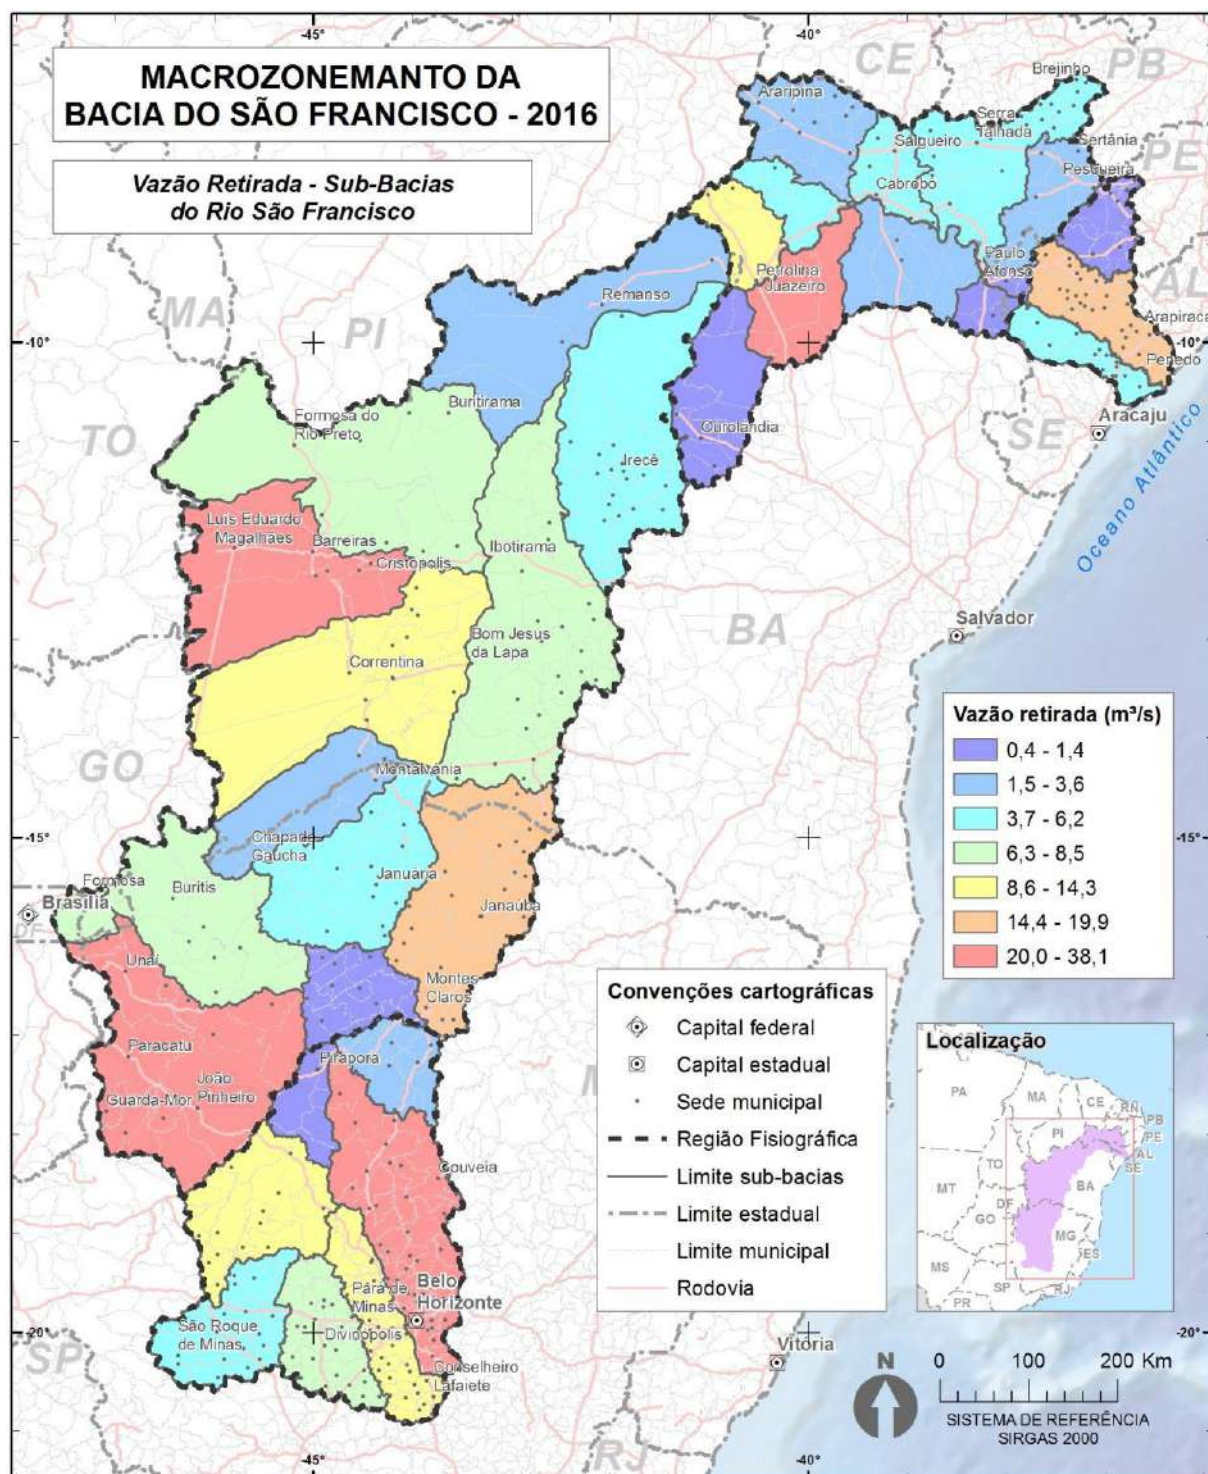 -45°
-40°
MACROZONEMANTO DA
BACIA DO SÃO FRANCISCO - 2016
Vazão Retirada - Sub-Bacias
do Rio São Francisco
CE
PB
Brejinho
Araripina
Serra
Talhada
Salgueiro
Sertânia
PE
Pesqueira
Cabrobó
Paulo
Afonso
Petrolina
Juazeiro
AL
Remanso
Arapiraca
MA
PI
-10°
-10°
Penedo
Buritirama
Aracaju
Formosa do
Rio Preto
Ourolandia
SE
TO
Irecê
Oceano Atlântico
Luís Eduardo
Magalhães
Barreiras
Ibotirama
Cristópolis
BA
Salvador
Bom Jesus
da Lapa
Correntina
Vazão retirada (m³/s)
0,4 - 1,4
1,5 - 3,6
3,7 - 6,2
6,3 - 8,5
8,6 - 14,3
14,4 - 19,9
20,0 - 38,1
GO
Montalvânia
-15°
-15°
Chapada
Gaúcha
Januária
Formosa
Buritis
Brasília
DF
Janaúba
Unaí
Montes
Claros
Convenções cartográficas
Capital federal
Capital estadual
Sede municipal
Região Fisiográfica
Limite sub-bacias
Limite estadual
Limite municipal
Rodovia
Paracatu
Pirapora
João
Pinheiro
Guarda-Mor
Gouveia
Localização
PA
MA
CE
RN
PB
PI
PE
AL
SE
TO
BA
MT
DF
GO
MG
ES
MS
SP
RJ
PR
Belo
Horizonte
Pará de
Minas
São Roque
de Minas
Divinópolis
-20°
-20°
Conselheiro
Lafaiete
Vitória
SP
RJ
N
0 100 200 Km
SISTEMA DE REFERÊNCIA
SIRGAS 2000
-45°
-40°